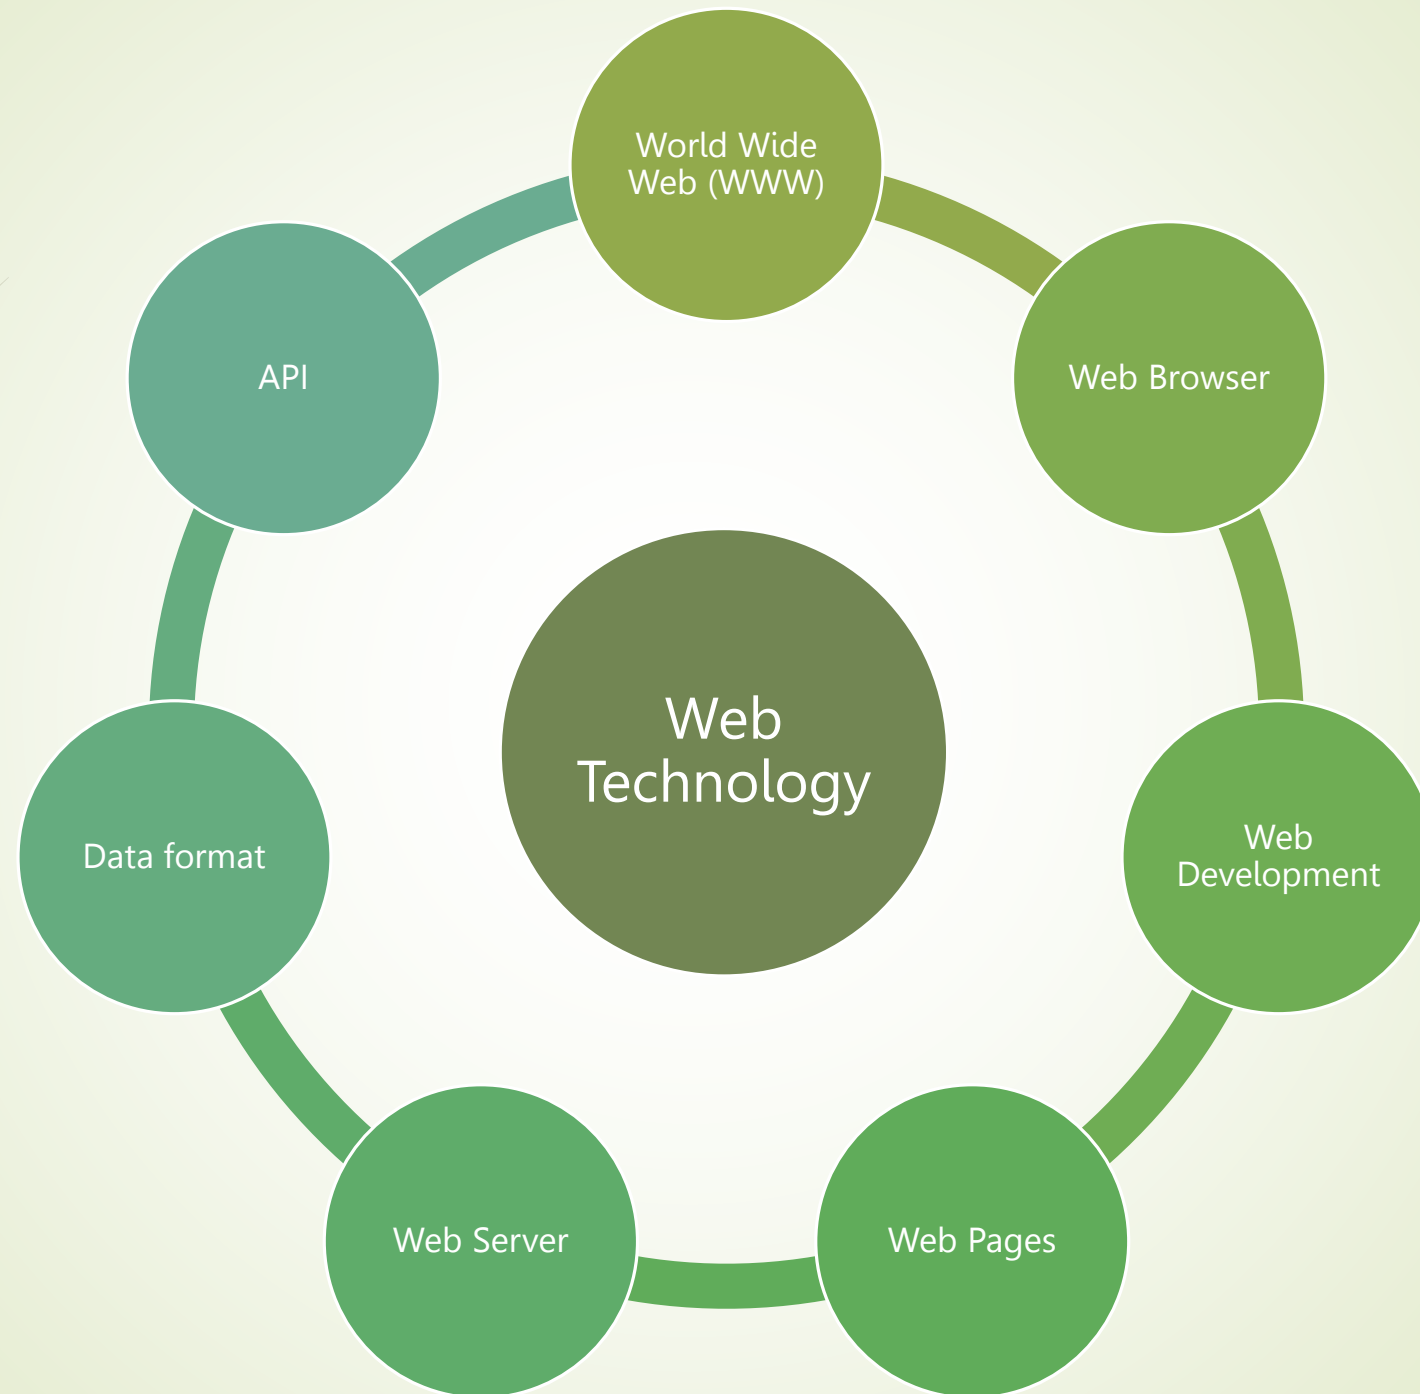 World Wide
Web (WWW)
Web Browser
Web
Development
Web Pages
Web Server
Data format
API
Web
Technology